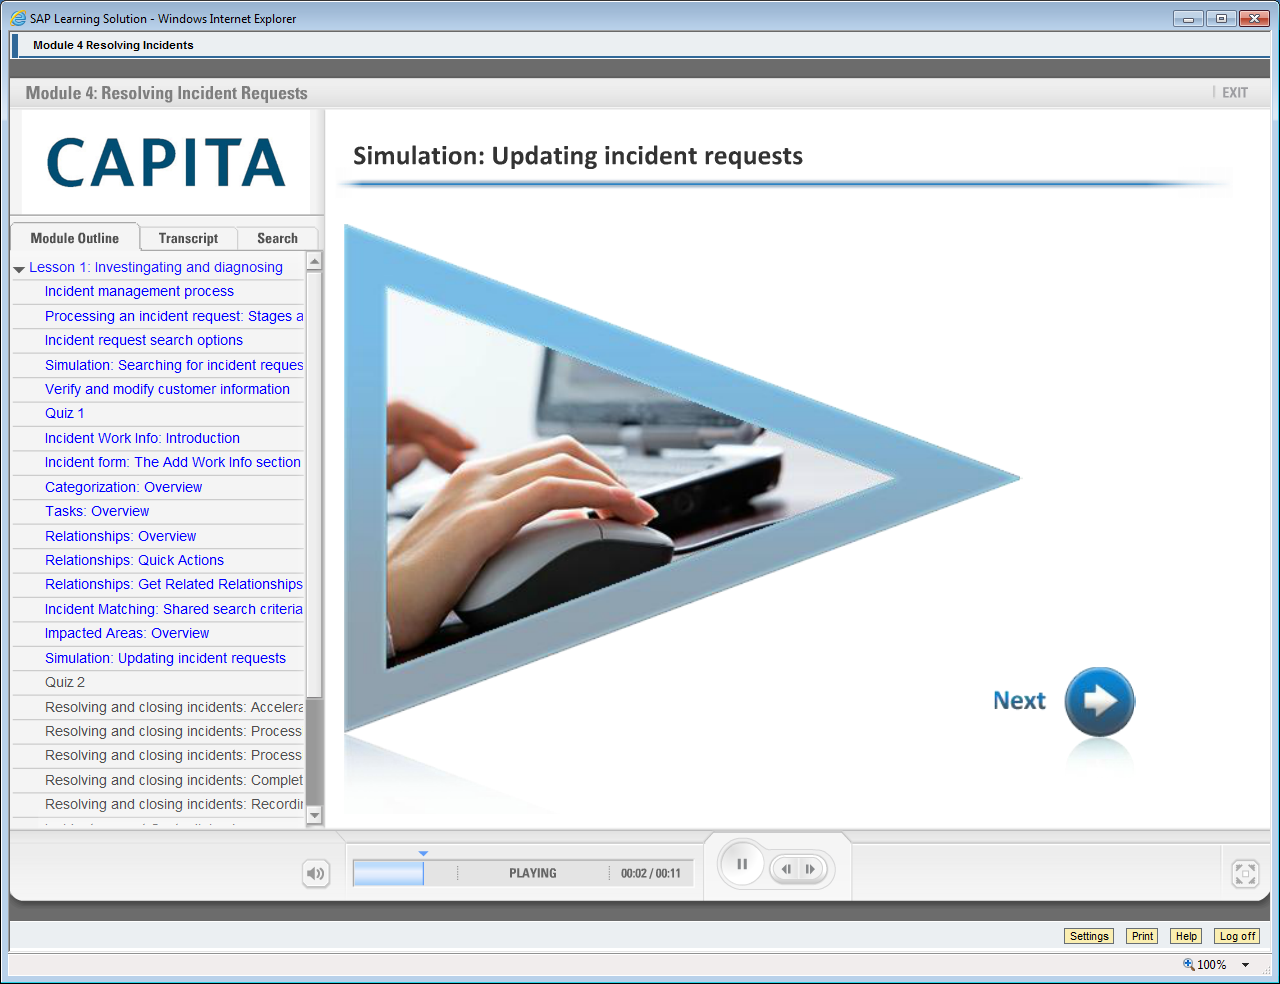 SAP Learning Solution - Windows Internet Explorer
Module 4 Resolving Incidents
Module 4: Resolving Incident Requests
EXIT
CAPITA
Simulation: Updating incident requests
Module Outline
Transcript
Search
Lesson 1: Investingating and diagnosing
Incident management process
Processing an incident request: Stages a
Incident request search options
Simulation: Searching for incident reques
Verify and modify customer information
Quiz 1
Incident Work Info: Introduction
Incident form: The Add Work Info section
Categorization: Overview
Tasks: Overview
Relationships: Overview
Relationships: Quick Actions
Relationships: Get Related Relationships
Incident Matching: Shared search criteria
Impacted Areas: Overview
Simulation: Updating incident requests
Quiz 2
Resolving and closing incidents: Accelera
Resolving and closing incidents: Process
Resolving and closing incidents: Process
Resolving and closing incidents: Complet
Resolving and closing incidents: Recordin
Next
PLAYING
00:02 / 00:11
Settings
Print
Help
Log off
100%